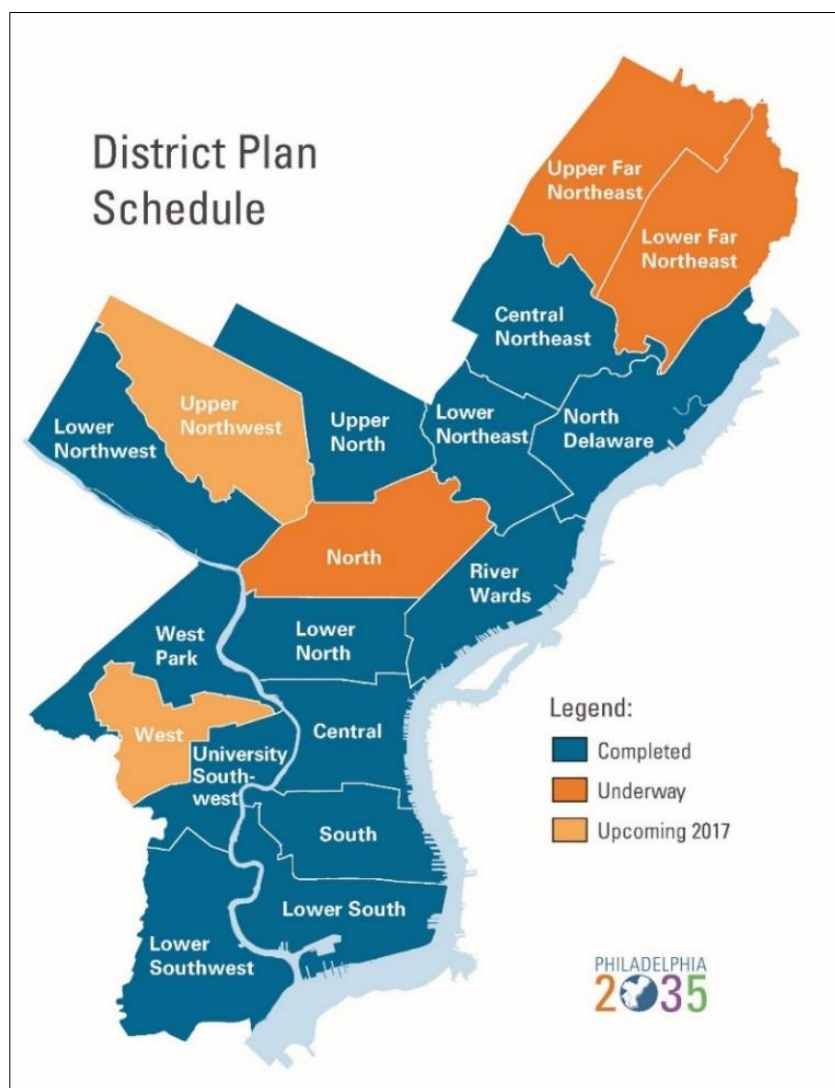 District Plan
Schedule
Upper Far
Northeast
Lower Far
Northeast
Central
Northeast
Upper
Northwest
Lower
Northwest
Upper
North
Lower
Northeast
North
Delaware
North
River
Wards
West
Park
Lower
North
West
University
South-
west
Central
South
Lower South
Lower
Southwest
Legend:
Completed
Underway
Upcoming 2017
PHILADELPHIA
2035